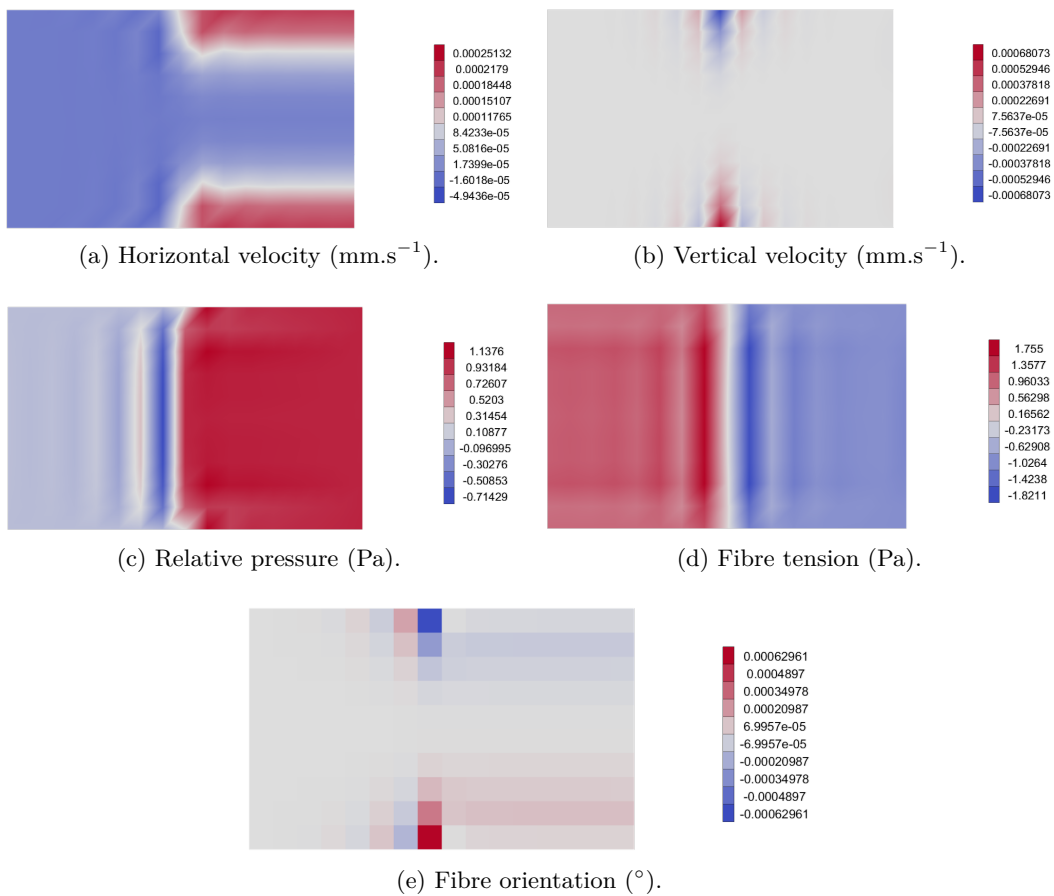 0.00025132
0.0002179
0.00018448
0.00015107
0.00011765
8.4233e-05
5.0816e-05
1.7399e-05
-1.6018e-05
-4.9436e-05
(a) Horizontal velocity (mm.s⁻¹).
0.00068073
0.00052946
0.00037818
0.00022691
7.5637e-05
-7.5637e-05
-0.00022691
-0.00037818
-0.00052946
-0.00068073
(b) Vertical velocity (mm.s⁻¹).
1.1376
0.93184
0.72607
0.5203
0.31454
0.10877
-0.096995
-0.30276
-0.50853
-0.71429
(c) Relative pressure (Pa).
1.755
1.3577
0.96033
0.56298
0.16562
-0.23173
-0.62908
-1.0264
-1.4238
-1.8211
(d) Fibre tension (Pa).
0.00062961
0.0004897
0.00034978
0.00020987
6.9957e-05
-6.9957e-05
-0.00020987
-0.00034978
-0.0004897
-0.00062961
(e) Fibre orientation (°).